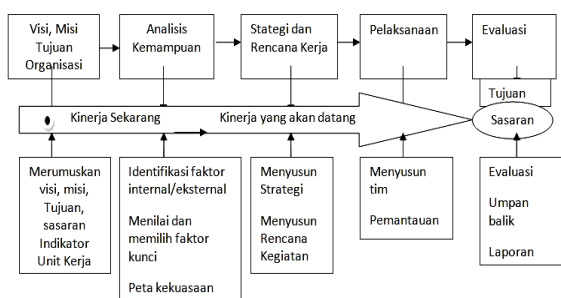 Visi, Misi
Tujuan
Organisasi
Analisis
Kemampuan
Stategi dan
Rencana Kerja
Pelaksanaan
Evaluasi
Tujuan
Kinerja Sekarang
Kinerja yang akan datang
Sasaran
Merumuskan
visi, misi,
Tujuan,
sasaran
Indikator
Unit Kerja
Identifikasi faktor
internal/eksternal
Menilai dan
memilih faktor
kunci
Peta kekuasaan
Menyusun
Strategi
Menyusun
Rencana
Kegiatan
Menyusun
tim
Pemantauan
Evaluasi
Umpan
balik
Laporan